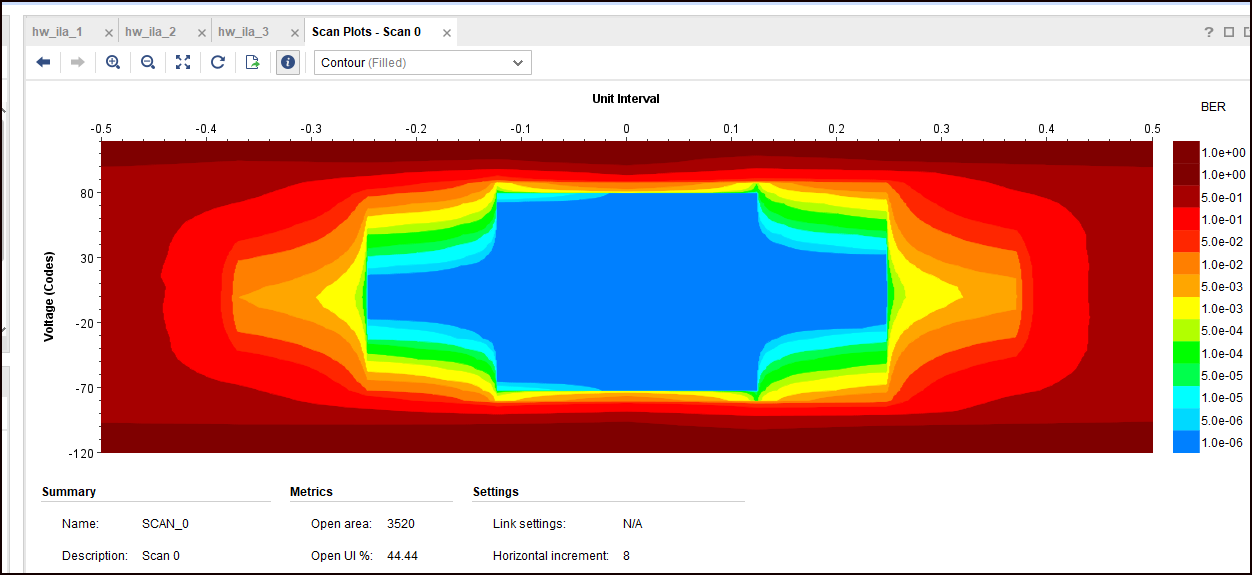 hw_ila_1 × hw_ila_2 × hw_ila_3 × Scan Plots - Scan 0 × ?
Contour (Filled)
Unit Interval
BER
-0.5 -0.4 -0.3 -0.2 -0.1 0 0.1 0.2 0.3 0.4 0.5
Voltage (Codes)
80
30
-20
-70
-120
1.0e+00
1.0e+00
5.0e-01
1.0e-01
5.0e-02
1.0e-02
5.0e-03
1.0e-03
5.0e-04
1.0e-04
5.0e-05
1.0e-05
5.0e-06
1.0e-06
Summary Metrics Settings
Name: SCAN_0 Open area: 3520 Link settings: N/A
Description: Scan 0 Open UI %: 44.44 Horizontal increment: 8